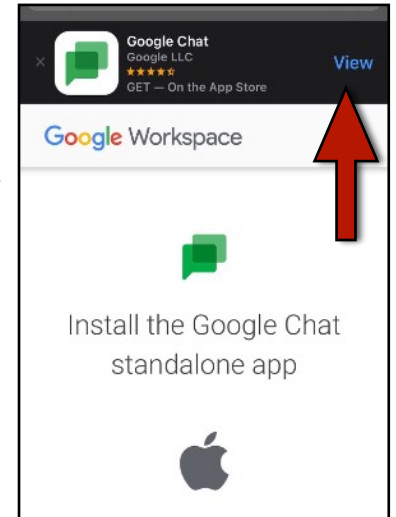 Google Chat
Google LLC
GET — On the App Store
View
Google Workspace
Install the Google Chat
standalone app